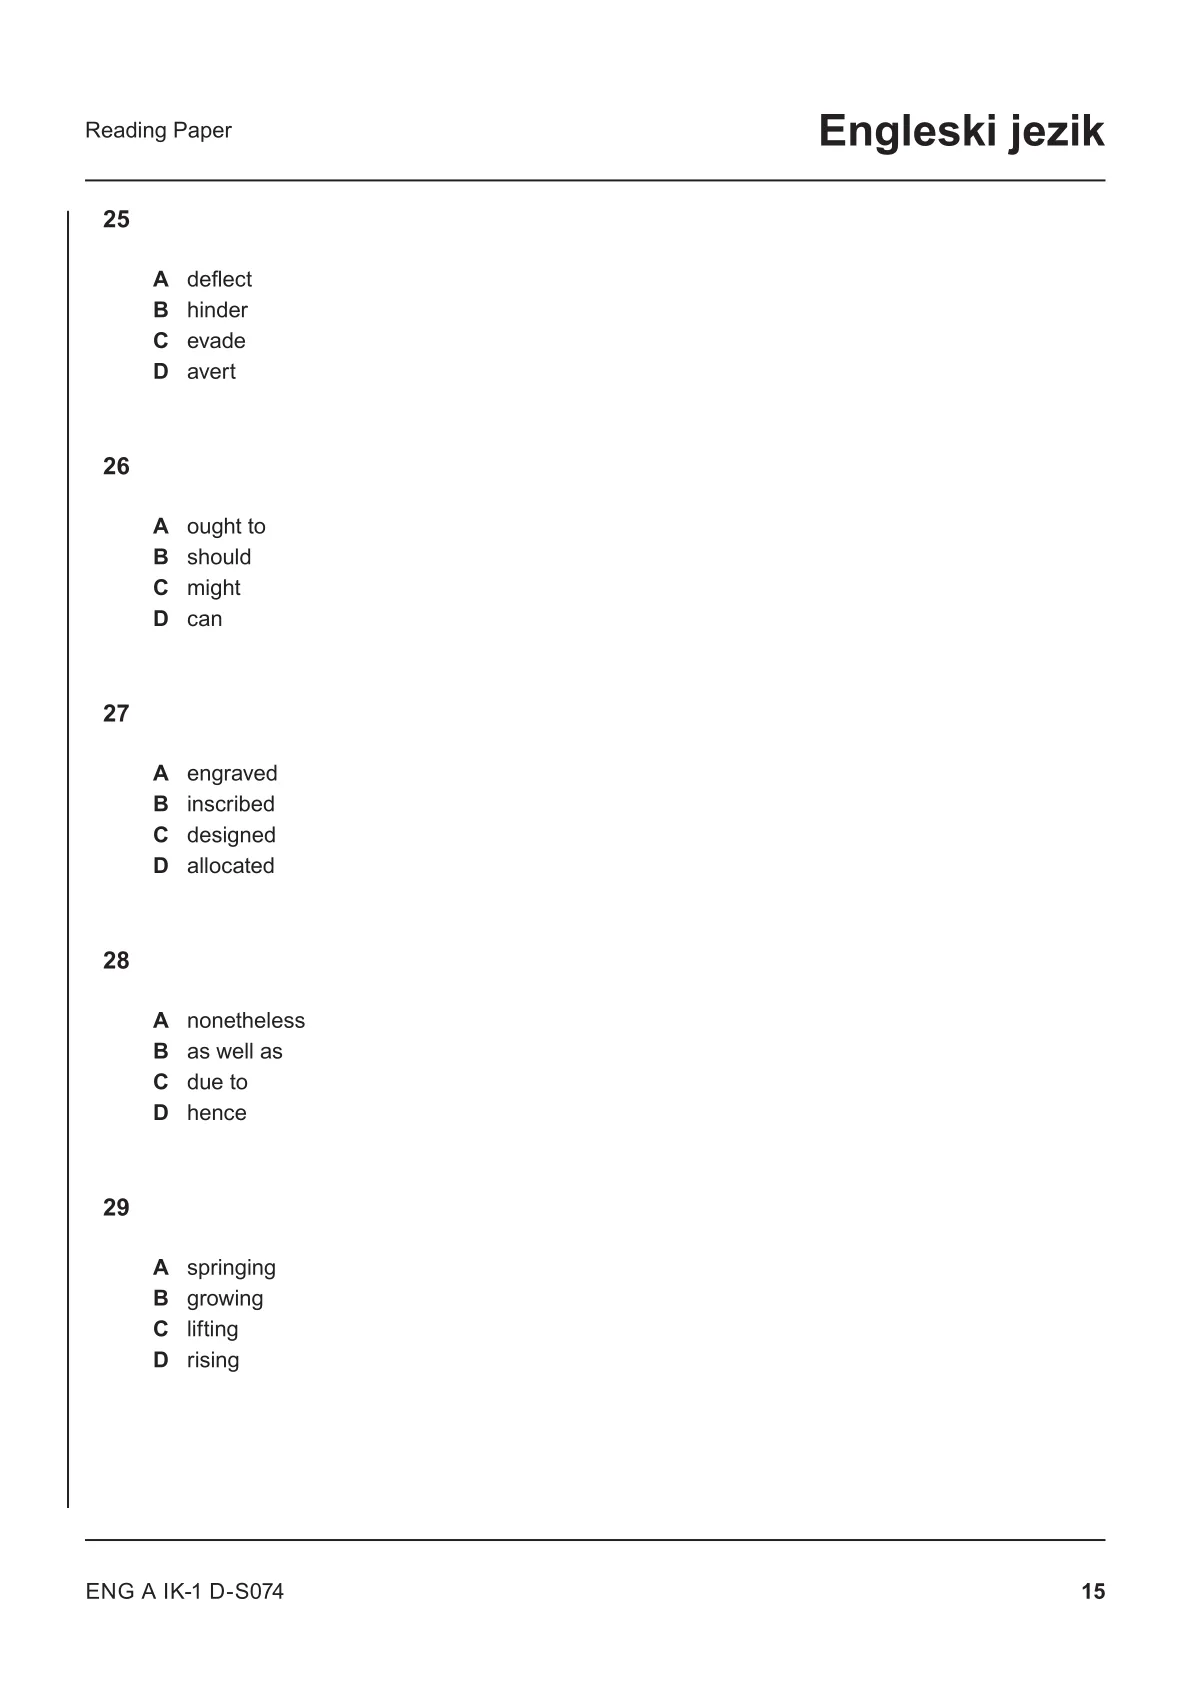 Reading Paper
Engleski jezik
25
A deflect
B hinder
C evade
D avert
26
A ought to
B should
C might
D can
27
A engraved
B inscribed
C designed
D allocated
28
A nonetheless
B as well as
C due to
D hence
29
A springing
B growing
C lifting
D rising
ENG A IK-1 D-S074
15